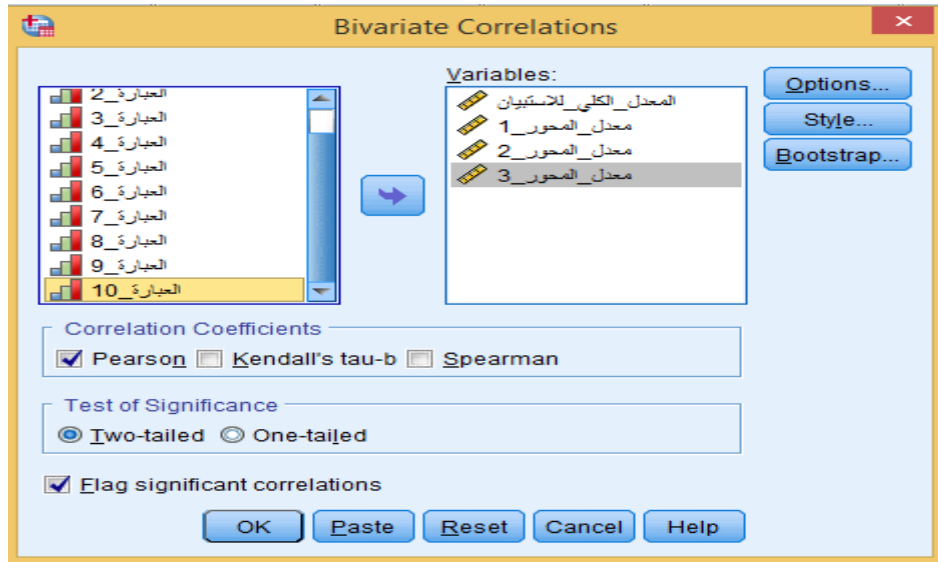 Bivariate Correlations
العبارة_2
العبارة_3
العبارة_4
العبارة_5
العبارة_6
العبارة_7
العبارة_8
العبارة_9
العبارة_10
Variables:
المعدل_الكلي_للاستبيان
معدل_المحور_1
معدل_المحور_2
معدل_المحور_3
Options...
Style...
Bootstrap...
Correlation Coefficients
Pearson Kendall's tau-b Spearman
Test of Significance
Two-tailed One-tailed
Flag significant correlations
OK Paste Reset Cancel Help